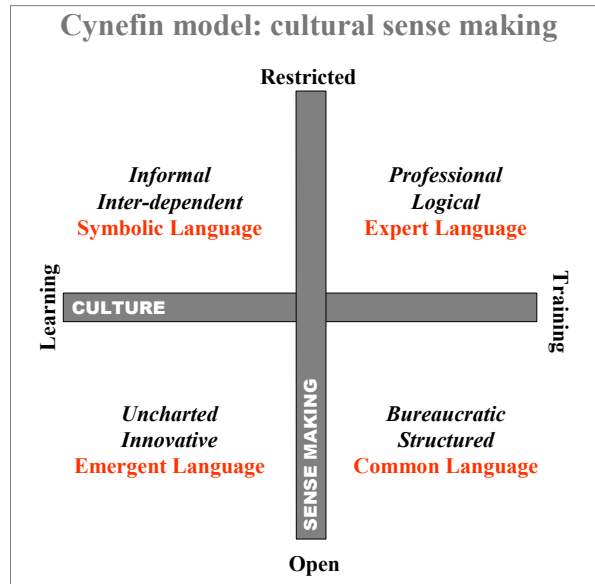 Cynefin model: cultural sense making
Restricted
Informal
Inter-dependent
Symbolic Language
Professional
Logical
Expert Language
Learning
CULTURE
Training
Uncharted
Innovative
Emergent Language
SENSE MAKING
Bureaucratic
Structured
Common Language
Open